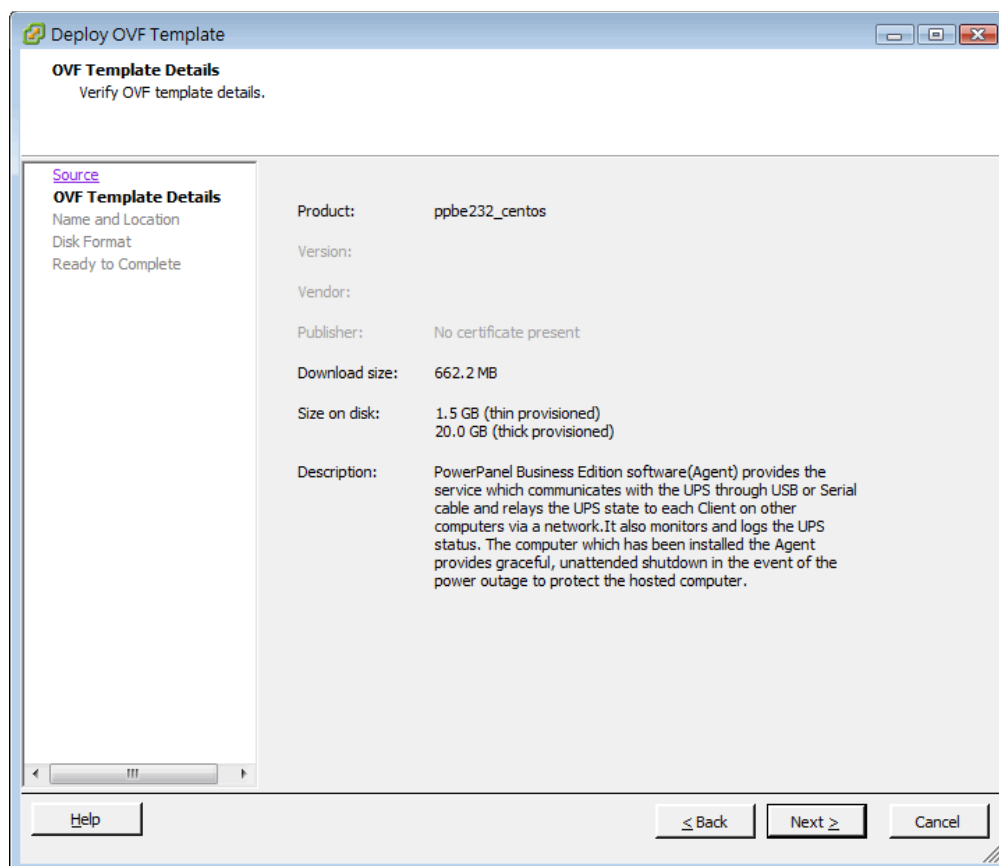 Deploy OVF Template
OVF Template Details
Verify OVF template details.
Source
OVF Template Details
Name and Location
Disk Format
Ready to Complete
Product: ppbe232_centos
Version:
Vendor:
Publisher: No certificate present
Download size: 662.2 MB
Size on disk: 1.5 GB (thin provisioned)
20.0 GB (thick provisioned)
Description: PowerPanel Business Edition software(Agent) provides the
service which communicates with the UPS through USB or Serial
cable and relays the UPS state to each Client on other
computers via a network.It also monitors and logs the UPS
status. The computer which has been installed the Agent
provides graceful, unattended shutdown in the event of the
power outage to protect the hosted computer.
Help
< Back
Next >
Cancel